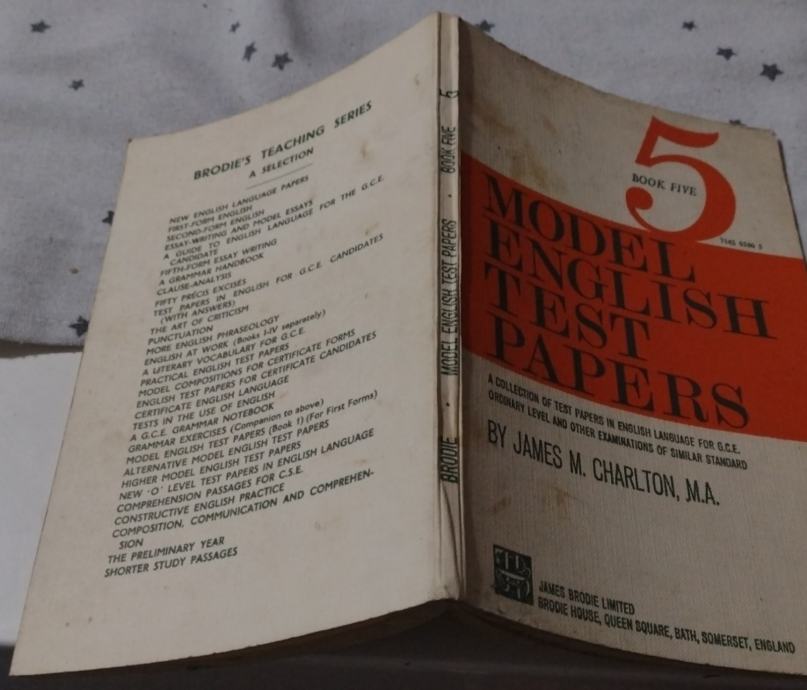 BRODIE'S TEACHING SERIES
A SELECTION
NEW ENGLISH LANGUAGE PAPERS
FIRST-FORM ENGLISH
SECOND-FORM ENGLISH
ESSAY-WRITING AND MODEL ESSAYS
A GUIDE TO ENGLISH LANGUAGE FOR THE G.C.E.
CANDIDATE
FIFTH-FORM ESSAY WRITING
A GRAMMAR HANDBOOK
CLAUSE-ANALYSIS
FIFTY PRÉCIS EXCISES
TEST PAPERS IN ENGLISH FOR G.C.E. CANDIDATES
(WITH ANSWERS)
THE ART OF CRITICISM
PUNCTUATION
MORE ENGLISH PHRASEOLOGY
ENGLISH AT WORK (Books I-IV separately)
A LITERARY VOCABULARY FOR G.C.E.
PRACTICAL ENGLISH TEST PAPERS
MODEL COMPOSITIONS FOR CERTIFICATE FORMS
ENGLISH TEST PAPERS FOR CERTIFICATE CANDIDATES
CERTIFICATE ENGLISH LANGUAGE
TESTS IN THE USE OF ENGLISH
A G.C.E. GRAMMAR NOTEBOOK
GRAMMAR EXERCISES (Companion to above)
MODEL ENGLISH TEST PAPERS (Book 1) (For First Forms)
ALTERNATIVE MODEL ENGLISH TEST PAPERS
HIGHER MODEL ENGLISH TEST PAPERS
NEW 'O' LEVEL TEST PAPERS IN ENGLISH LANGUAGE
COMPREHENSION PASSAGES FOR C.S.E.
CONSTRUCTIVE ENGLISH PRACTICE
COMPOSITION, COMMUNICATION AND COMPREHEN-
SION
THE PRELIMINARY YEAR
SHORTER STUDY PASSAGES
BRODIE · MODEL ENGLISH TEST PAPERS · BOOK FIVE 5
5
BOOK FIVE
MODEL
ENGLISH
TEST
PAPERS
A COLLECTION OF TEST PAPERS IN ENGLISH LANGUAGE FOR G.C.E.
ORDINARY LEVEL AND OTHER EXAMINATIONS OF SIMILAR STANDARD
BY JAMES M. CHARLTON, M.A.
JAMES BRODIE LIMITED
BRODIE HOUSE, QUEEN SQUARE, BATH, SOMERSET, ENGLAND